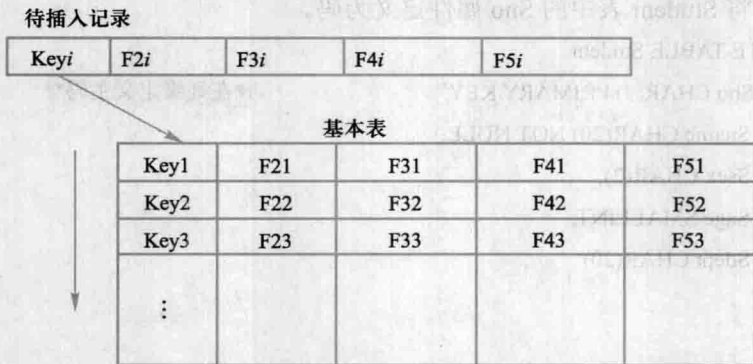 待插入记录
Keyi F2i F3i F4i F5i
基本表
Key1 F21 F31 F41 F51
Key2 F22 F32 F42 F52
Key3 F23 F33 F43 F53
⋮